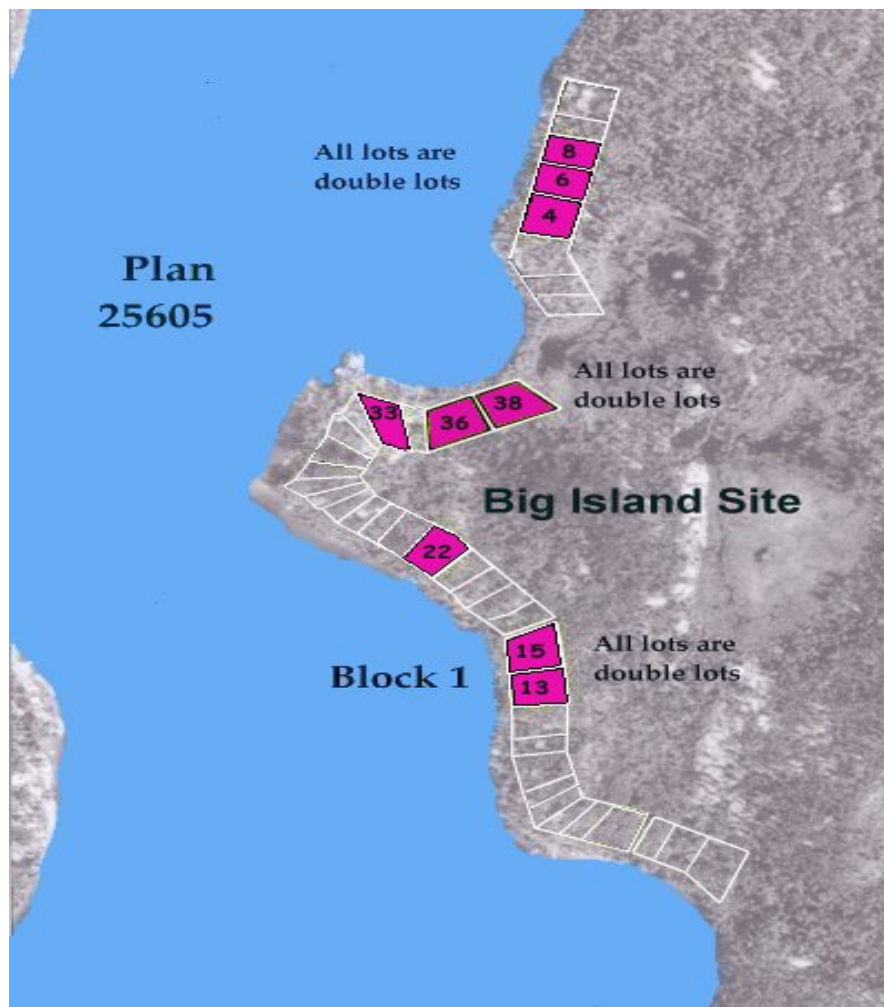 All lots are
double lots
8
6
4
Plan
25605
All lots are
double lots
33
36
38
Big Island Site
22
All lots are
double lots
15
Block 1
13